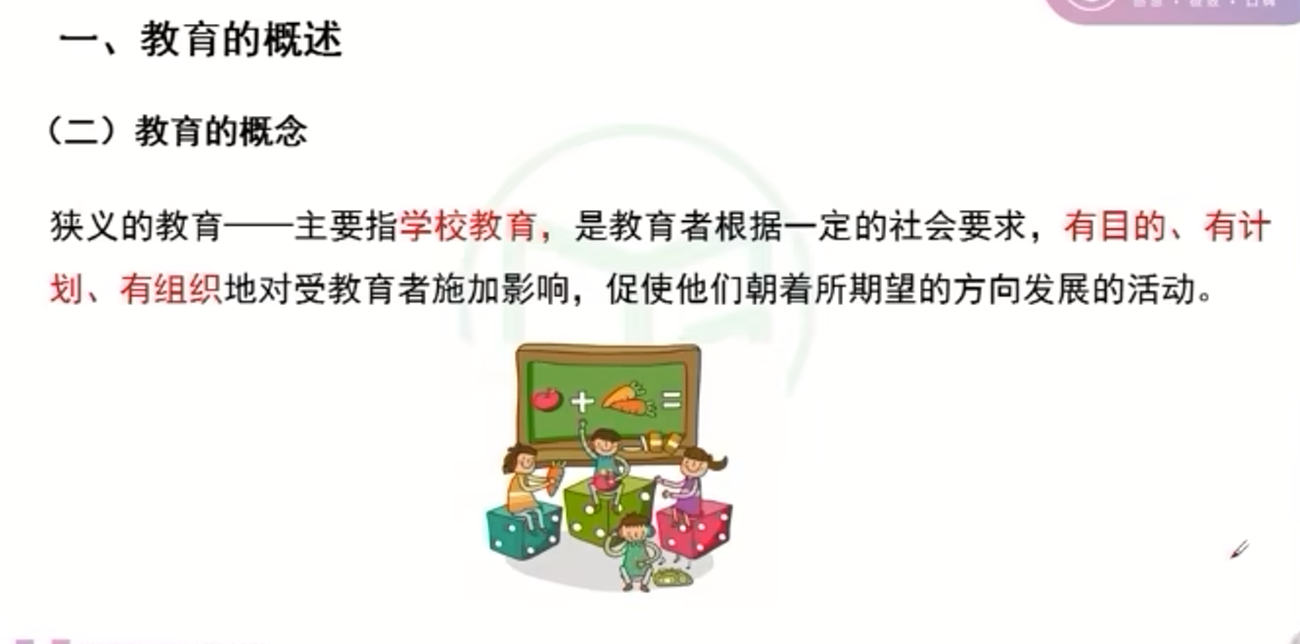 一、教育的概述
（二）教育的概念
狭义的教育——主要指学校教育，是教育者根据一定的社会要求，有目的、有计
划、有组织地对受教育者施加影响，促使他们朝着所期望的方向发展的活动。
+ =